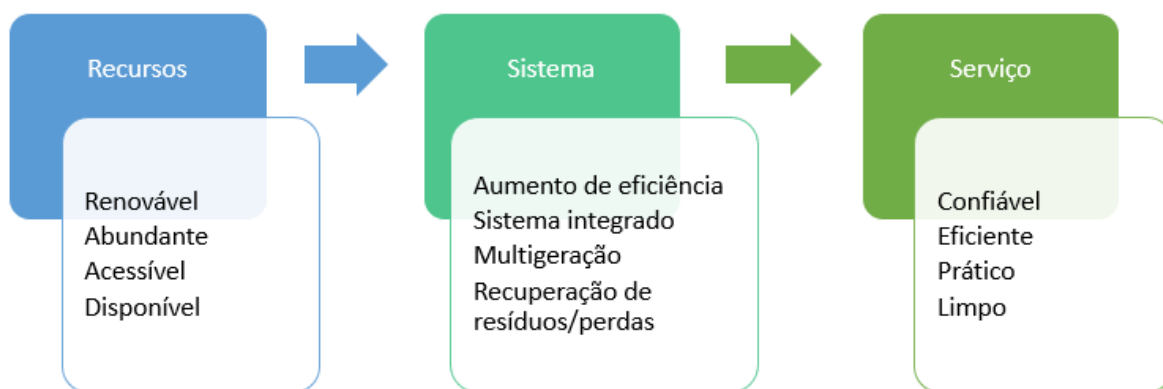 Recursos
Renovável
Abundante
Acessível
Disponível
Sistema
Aumento de eficiência
Sistema integrado
Multigeração
Recuperação de
resíduos/perdas
Serviço
Confiável
Eficiente
Prático
Limpo